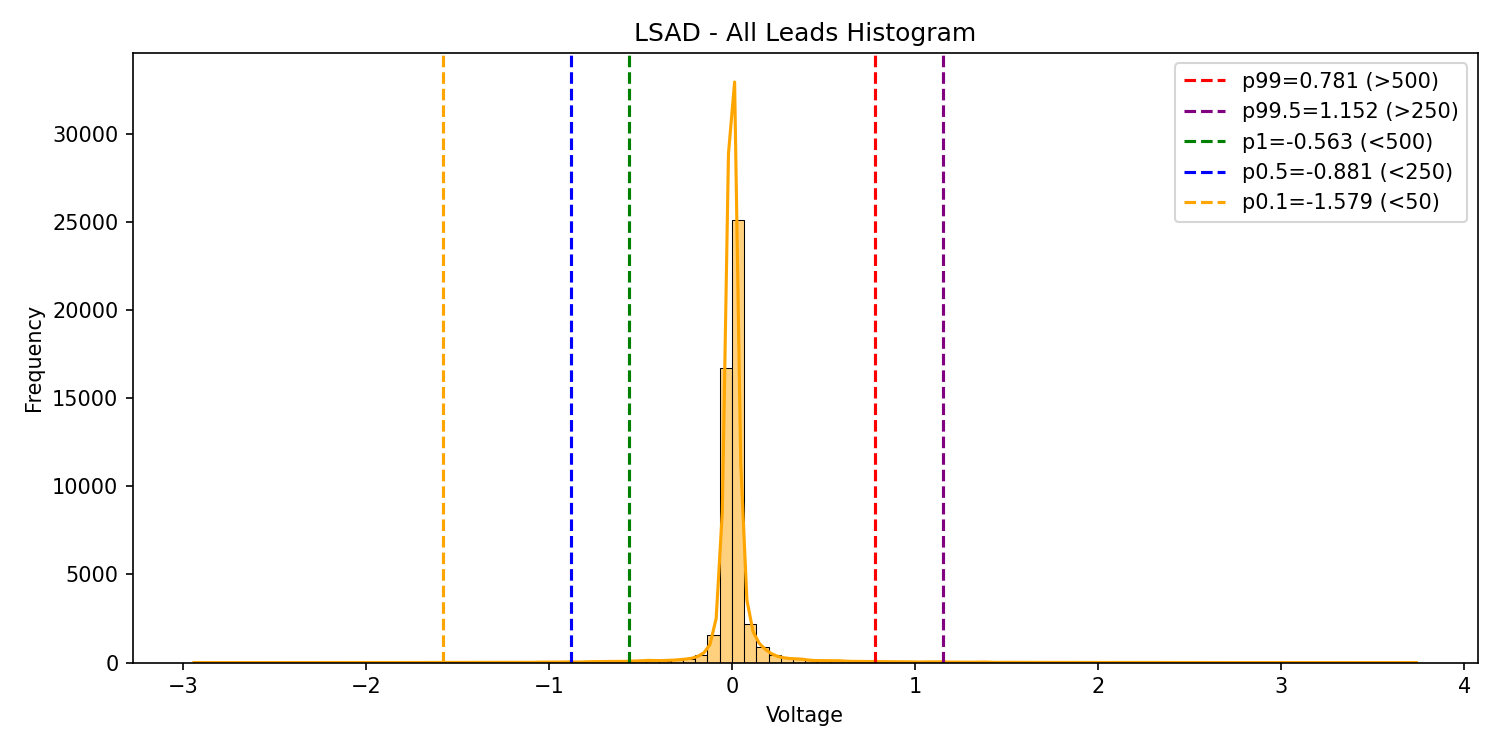 LSAD - All Leads Histogram
p99=0.781 (>500)
p99.5=1.152 (>250)
p1=-0.563 (<500)
p0.5=-0.881 (<250)
p0.1=-1.579 (<50)
Frequency
30000
25000
20000
15000
10000
5000
0
−3
−2
−1
0
1
2
3
4
Voltage